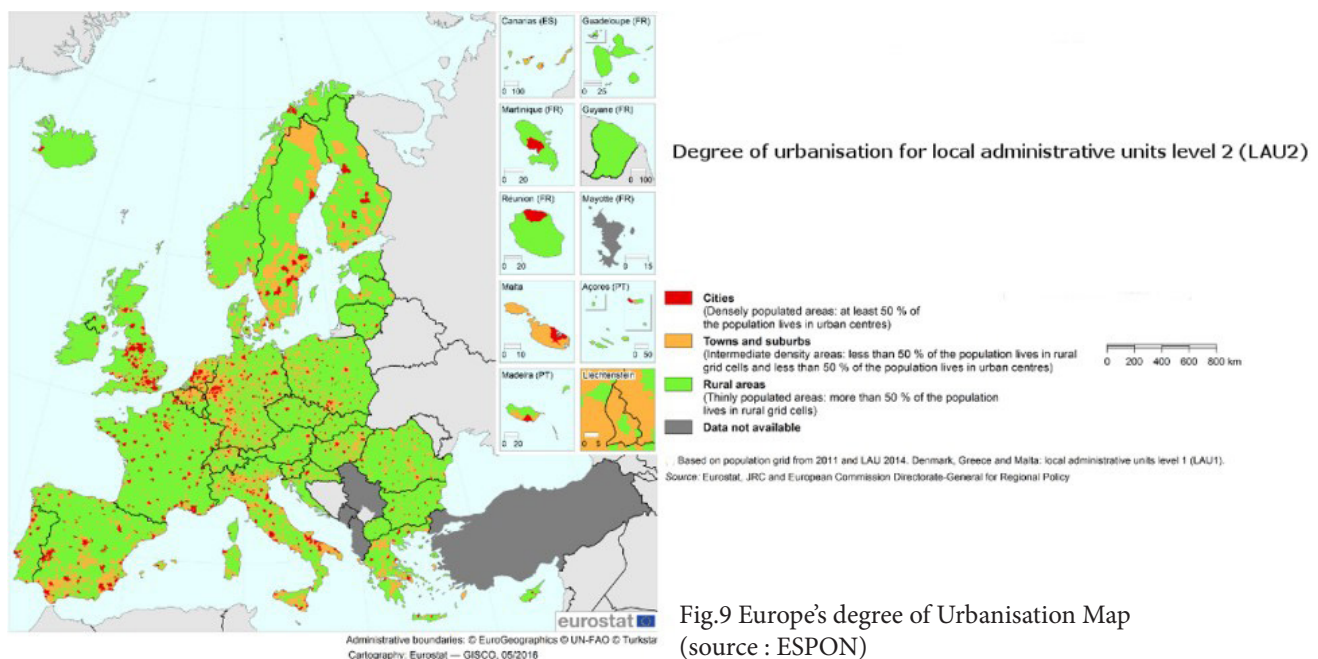 Canarias (ES)
0 100
Guadeloupe (FR)
0 25
Martinique (FR)
0 20
Guyane (FR)
0 100
Réunion (FR)
0 20
Mayotte (FR)
0 15
Malta
0 10
Açores (PT)
0 50
Madeira (PT)
0 20
Liechtenstein
0 5
eurostat
Administrative boundaries: © EuroGeographics © UN-FAO © Turkstat
Cartography: Eurostat — GISCO, 05/2016
Degree of urbanisation for local administrative units level 2 (LAU2)
Cities
(Densely populated areas: at least 50 % of
the population lives in urban centres)
Towns and suburbs
(Intermediate density areas: less than 50 % of the population lives in rural
grid cells and less than 50 % of the population lives in urban centres)
Rural areas
(Thinly populated areas: more than 50 % of the population
lives in rural grid cells)
Data not available
0 200 400 600 800 km
Based on population grid from 2011 and LAU 2014. Denmark, Greece and Malta: local administrative units level 1 (LAU1).
Source: Eurostat, JRC and European Commission Directorate-General for Regional Policy
Fig.9 Europe’s degree of Urbanisation Map
(source : ESPON)